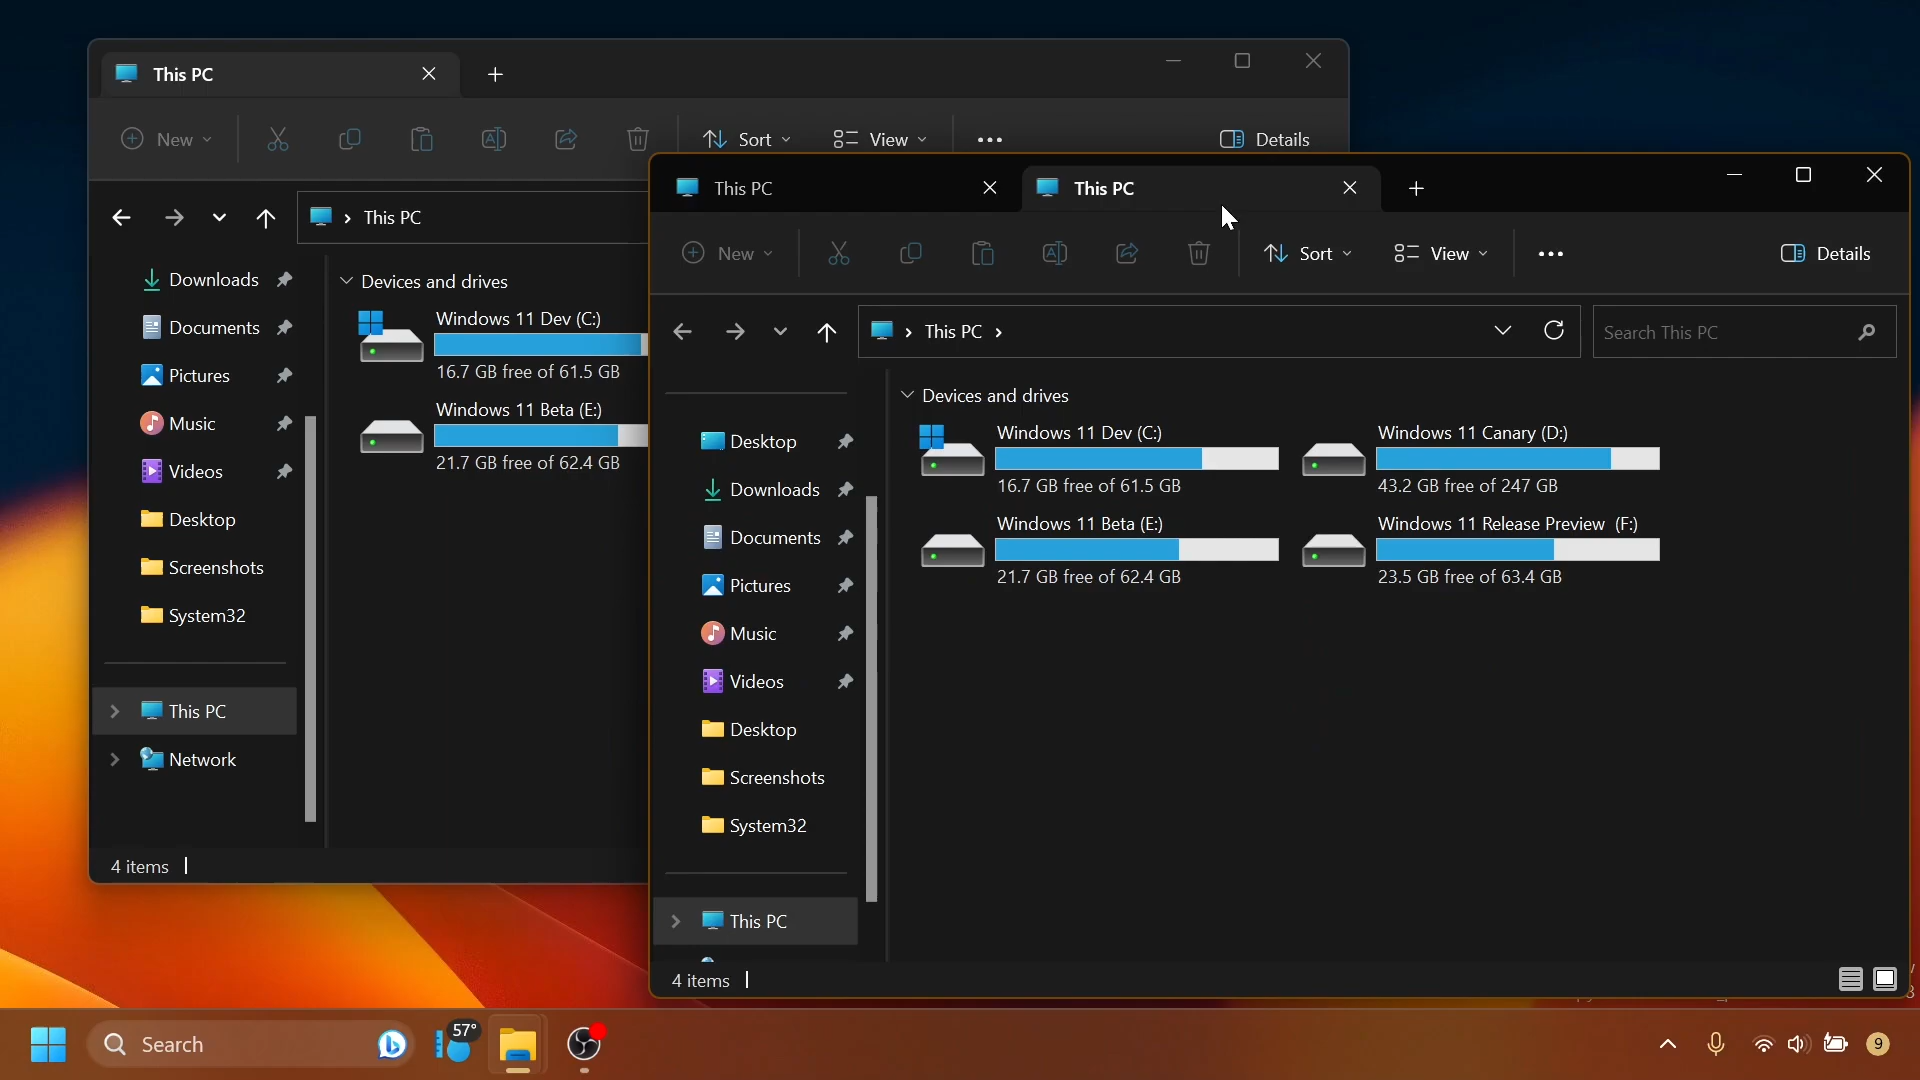 This PC
New
Sort
View
Details
This PC
Downloads
Documents
Pictures
Music
Videos
Desktop
Screenshots
System32
This PC
Network
Devices and drives
Windows 11 Dev (C:)
16.7 GB free of 61.5 GB
Windows 11 Beta (E:)
21.7 GB free of 62.4 GB
4 items
This PC
This PC
New
Sort
View
Details
This PC
Search This PC
Desktop
Downloads
Documents
Pictures
Music
Videos
Desktop
Screenshots
System32
This PC
Devices and drives
Windows 11 Dev (C:)
16.7 GB free of 61.5 GB
Windows 11 Canary (D:)
43.2 GB free of 247 GB
Windows 11 Beta (E:)
21.7 GB free of 62.4 GB
Windows 11 Release Preview (F:)
23.5 GB free of 63.4 GB
4 items
Search
57°
9